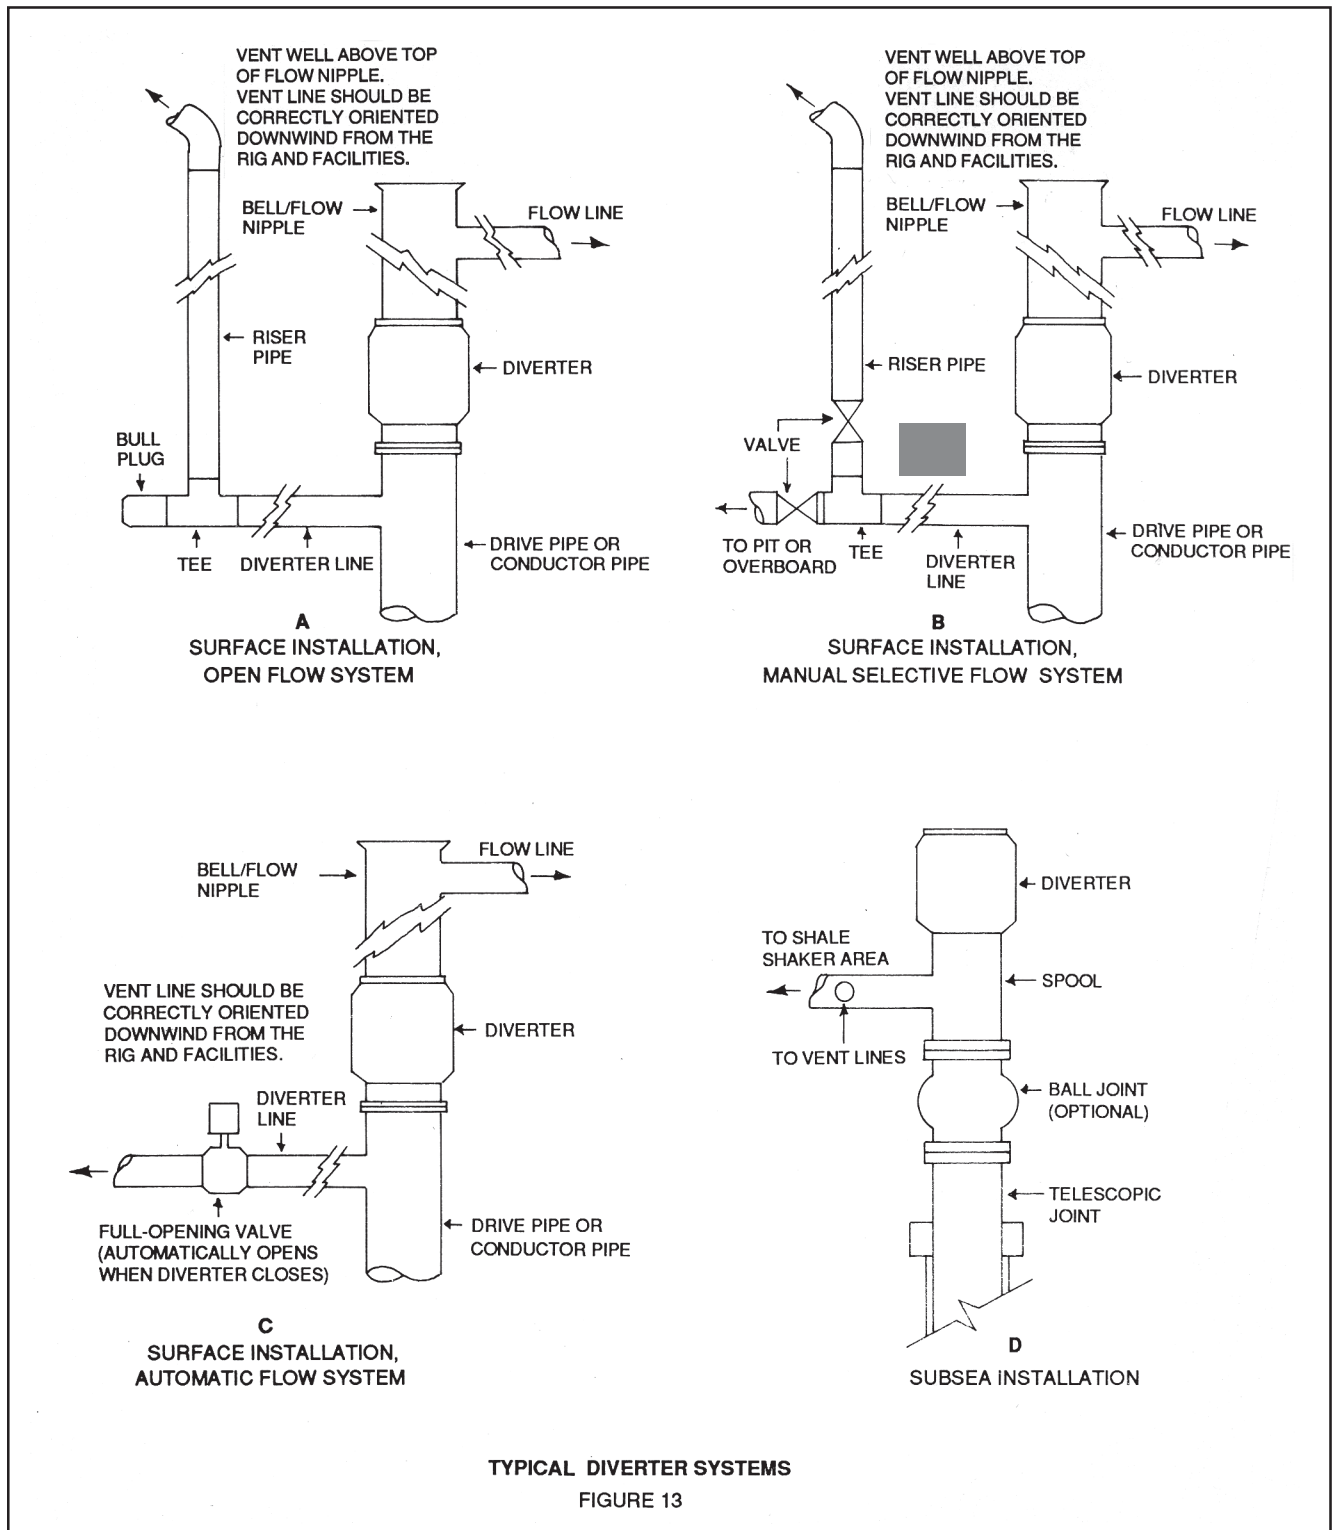 VENT WELL ABOVE TOP
OF FLOW NIPPLE.
VENT LINE SHOULD BE
CORRECTLY ORIENTED
DOWNWIND FROM THE
RIG AND FACILITIES.
BELL/FLOW
NIPPLE
FLOW LINE
RISER
PIPE
DIVERTER
BULL
PLUG
TEE
DIVERTER LINE
DRIVE PIPE OR
CONDUCTOR PIPE
A
SURFACE INSTALLATION,
OPEN FLOW SYSTEM
VENT WELL ABOVE TOP
OF FLOW NIPPLE.
VENT LINE SHOULD BE
CORRECTLY ORIENTED
DOWNWIND FROM THE
RIG AND FACILITIES.
BELL/FLOW
NIPPLE
FLOW LINE
RISER PIPE
DIVERTER
VALVE
TO PIT OR
OVERBOARD
TEE
DIVERTER
LINE
DRIVE PIPE OR
CONDUCTOR PIPE
B
SURFACE INSTALLATION,
MANUAL SELECTIVE FLOW SYSTEM
BELL/FLOW
NIPPLE
FLOW LINE
VENT LINE SHOULD BE
CORRECTLY ORIENTED
DOWNWIND FROM THE
RIG AND FACILITIES.
DIVERTER
DIVERTER
LINE
FULL-OPENING VALVE
(AUTOMATICALLY OPENS
WHEN DIVERTER CLOSES)
DRIVE PIPE OR
CONDUCTOR PIPE
C
SURFACE INSTALLATION,
AUTOMATIC FLOW SYSTEM
DIVERTER
TO SHALE
SHAKER AREA
SPOOL
TO VENT LINES
BALL JOINT
(OPTIONAL)
TELESCOPIC
JOINT
D
SUBSEA INSTALLATION
TYPICAL DIVERTER SYSTEMS
FIGURE 13